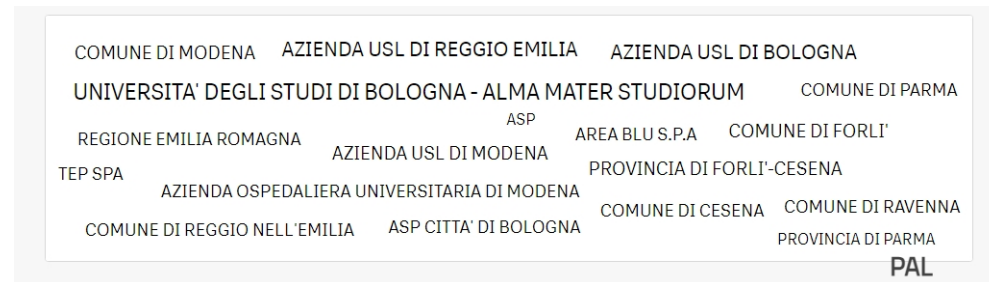 COMUNE DI MODENA
AZIENDA USL DI REGGIO EMILIA
AZIENDA USL DI BOLOGNA
UNIVERSITA' DEGLI STUDI DI BOLOGNA - ALMA MATER STUDIORUM
COMUNE DI PARMA
ASP
REGIONE EMILIA ROMAGNA
AREA BLU S.P.A
COMUNE DI FORLI'
AZIENDA USL DI MODENA
TEP SPA
PROVINCIA DI FORLI'-CESENA
AZIENDA OSPEDALIERA UNIVERSITARIA DI MODENA
COMUNE DI CESENA
COMUNE DI RAVENNA
COMUNE DI REGGIO NELL'EMILIA
ASP CITTA' DI BOLOGNA
PROVINCIA DI PARMA
PAL